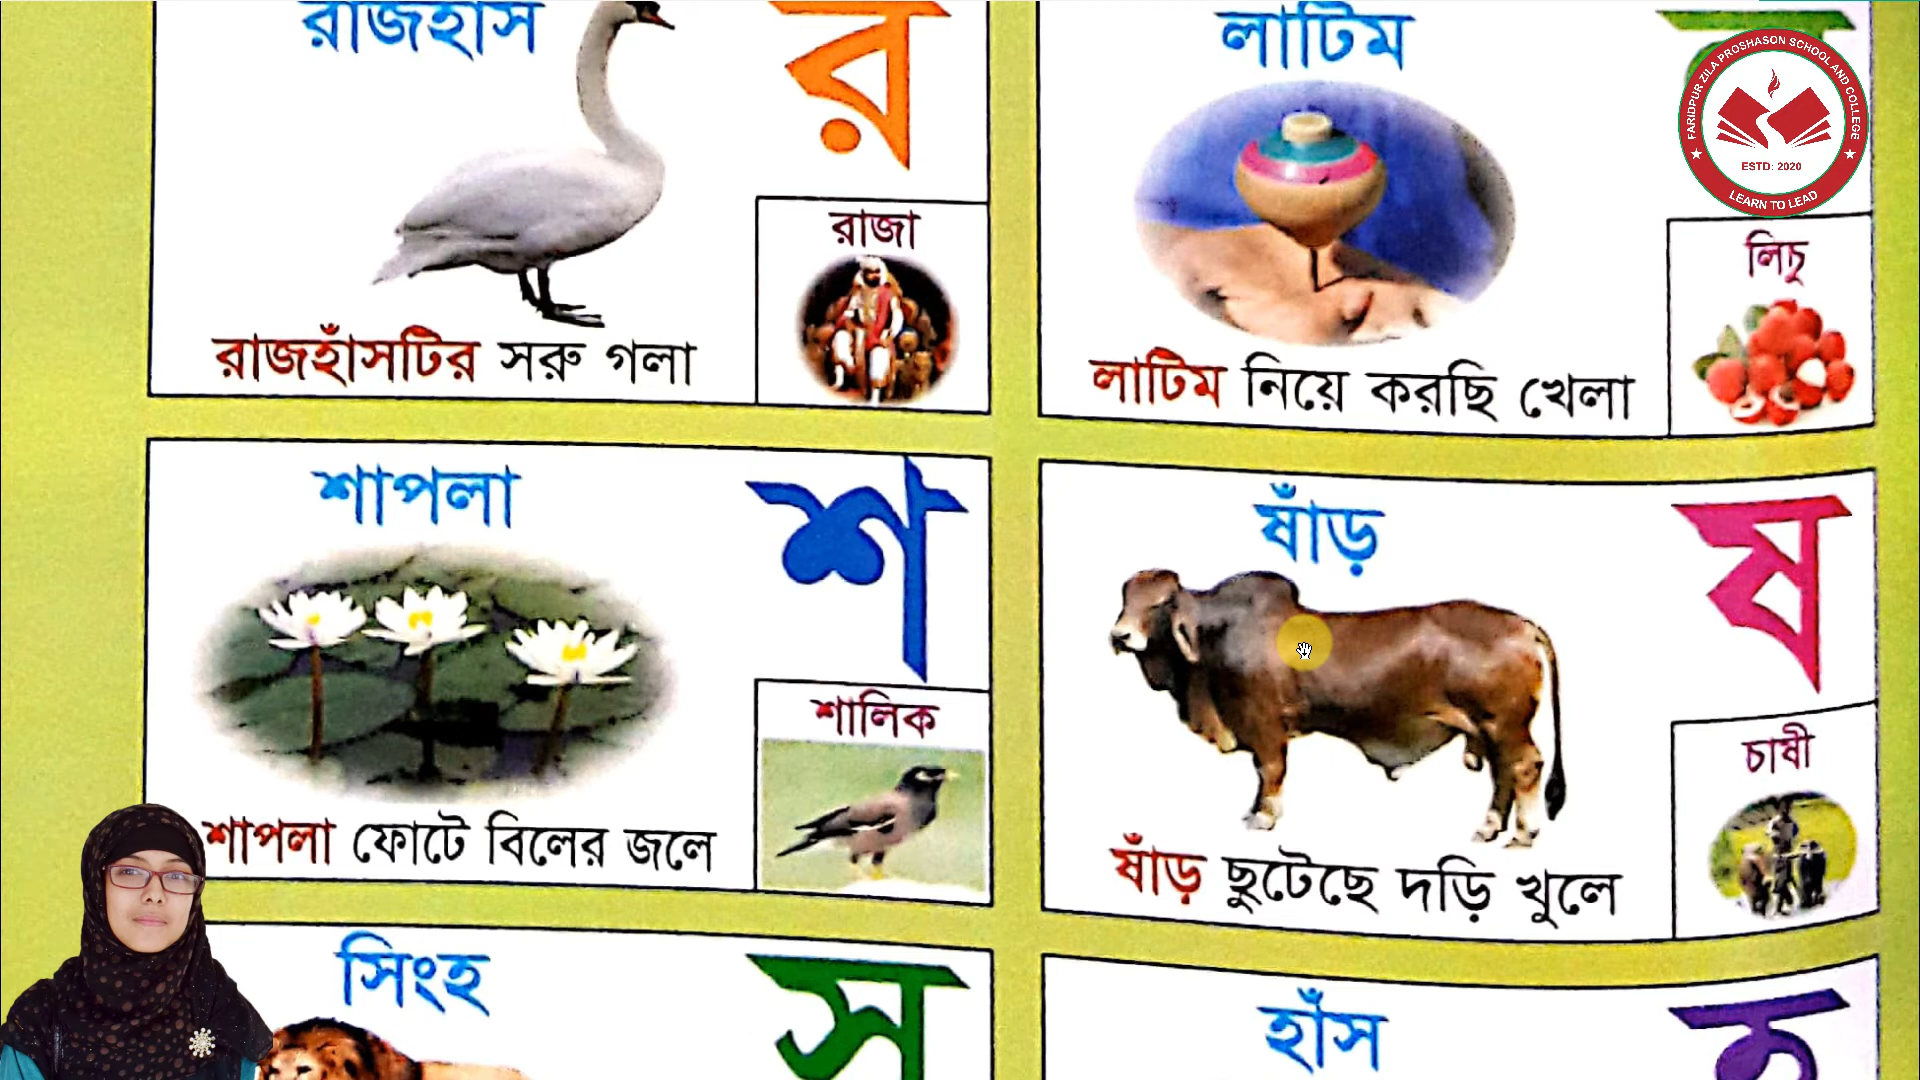 রাজহাঁস
র
রাজা
রাজহাঁসটির সরু গলা
লাটিম
লিচু
লাটিম নিয়ে করছি খেলা
FARIDPUR ZILA PROSHASON SCHOOL AND COLLEGE
ESTD: 2020
LEARN TO LEAD
শাপলা
শ
শালিক
শাপলা ফোটে বিলের জলে
ষাঁড়
ষ
চাষী
ষাঁড় ছুটেছে দড়ি খুলে
সিংহ
স
হাঁস